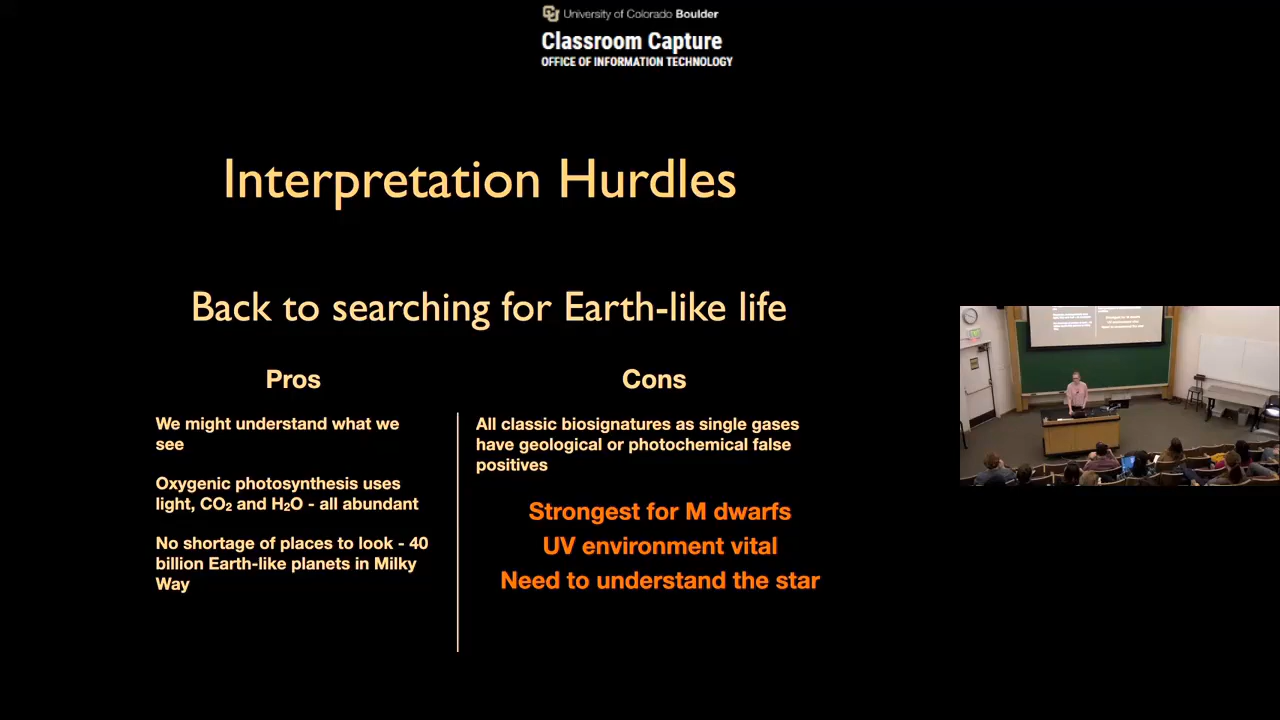 University of Colorado Boulder
Classroom Capture
OFFICE OF INFORMATION TECHNOLOGY
Interpretation Hurdles
Back to searching for Earth-like life
Pros
We might understand what we
see
Oxygenic photosynthesis uses
light, CO₂ and H₂O - all abundant
No shortage of places to look - 40
billion Earth-like planets in Milky
Way
Cons
All classic biosignatures as single gases
have geological or photochemical false
positives
Strongest for M dwarfs
UV environment vital
Need to understand the star